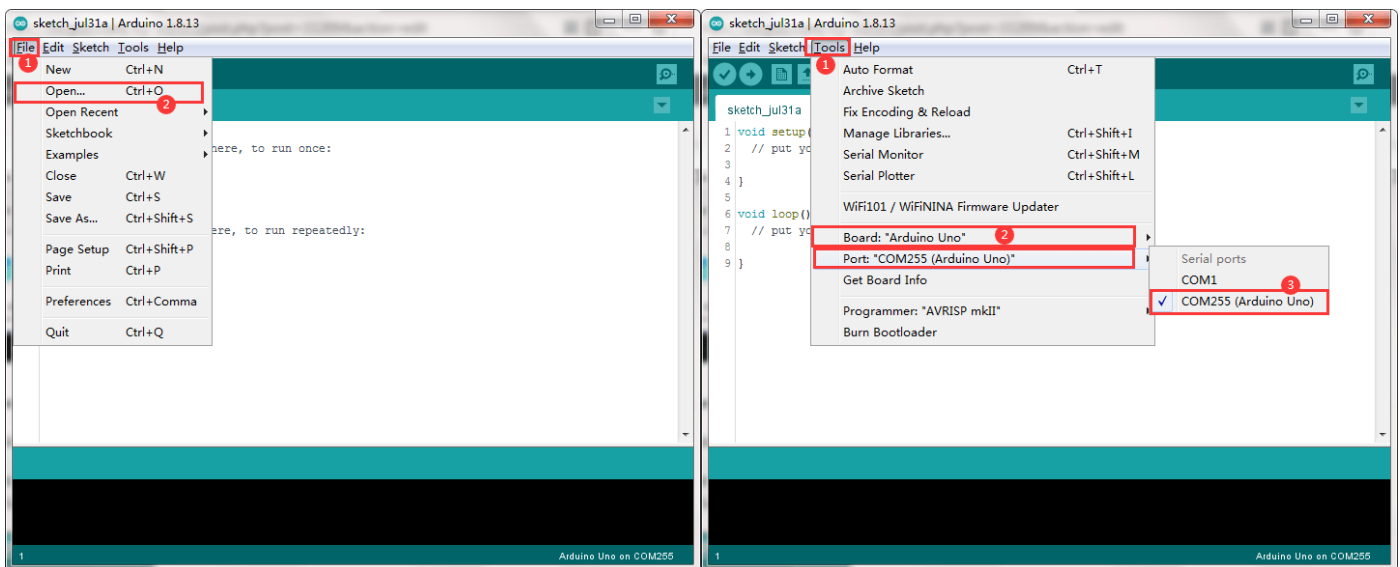 sketch_jul31a | Arduino 1.8.13
File Edit Sketch Tools Help
1
New Ctrl+N
Open... Ctrl+O
2
Open Recent
Sketchbook
Examples
Close Ctrl+W
Save Ctrl+S
Save As... Ctrl+Shift+S
Page Setup Ctrl+Shift+P
Print Ctrl+P
Preferences Ctrl+Comma
Quit Ctrl+Q
here, to run once:
ere, to run repeatedly:
1 Arduino Uno on COM255
sketch_jul31a | Arduino 1.8.13
File Edit Sketch Tools Help
1
sketch_jul31a
1 void setup(
2 // put yo
3
4 }
5
6 void loop()
7 // put yo
8
9 }
Auto Format Ctrl+T
Archive Sketch
Fix Encoding & Reload
Manage Libraries... Ctrl+Shift+I
Serial Monitor Ctrl+Shift+M
Serial Plotter Ctrl+Shift+L
WiFi101 / WiFiNINA Firmware Updater
Board: "Arduino Uno" 2
Port: "COM255 (Arduino Uno)"
Get Board Info
Programmer: "AVRISP mkII"
Burn Bootloader
Serial ports
COM1
3
COM255 (Arduino Uno)
1 Arduino Uno on COM255